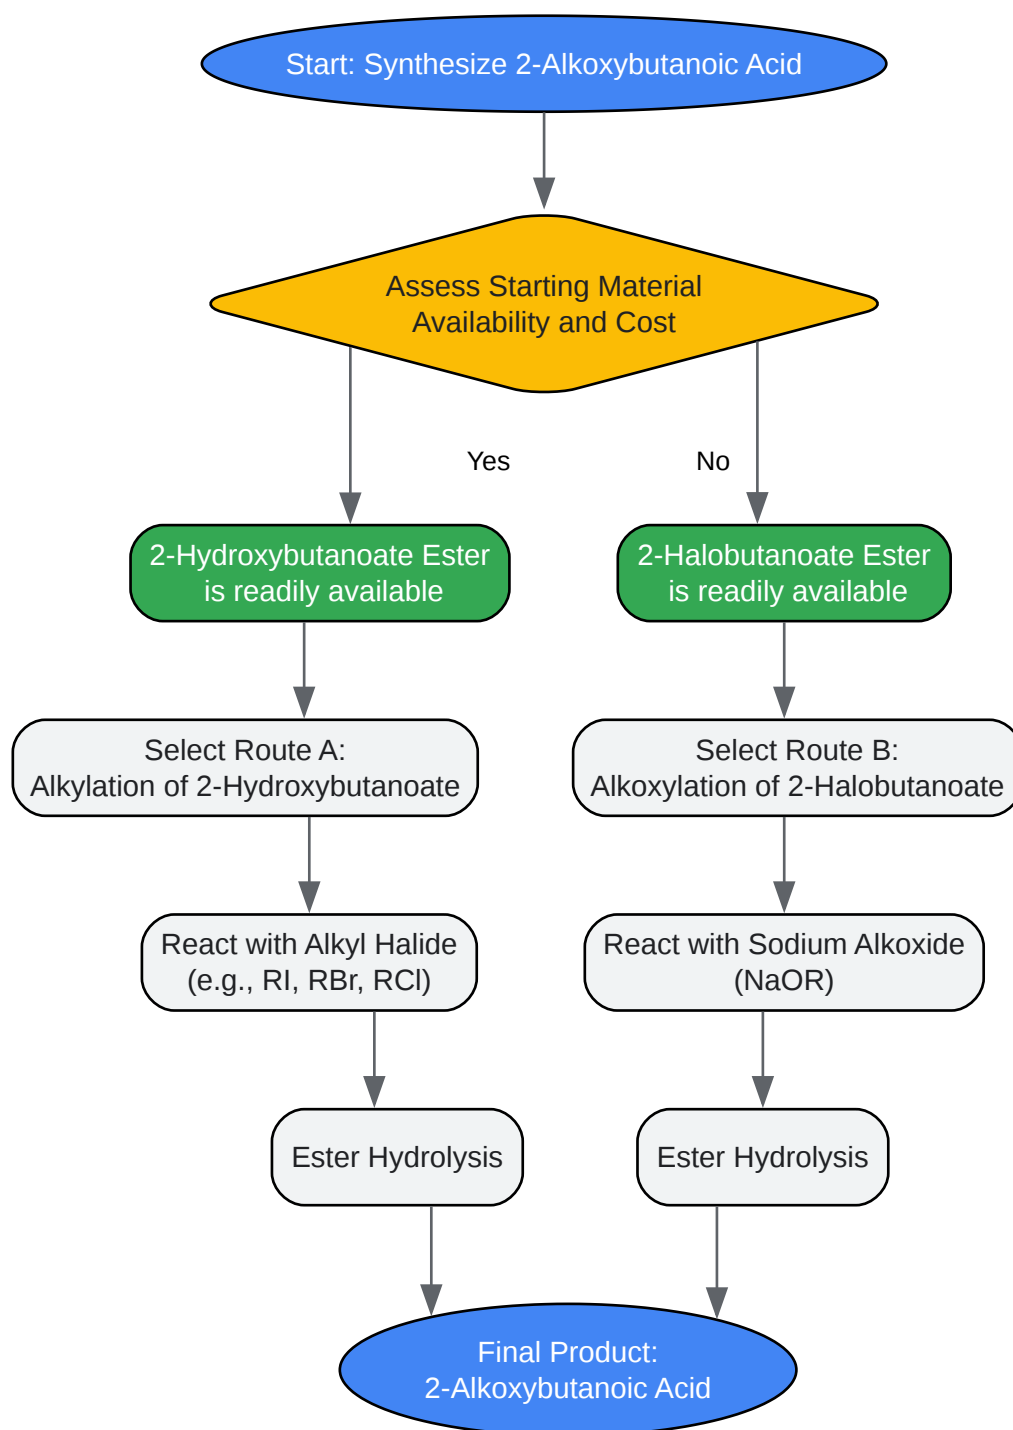 Start: Synthesize 2-Alkoxybutanoic Acid
Assess Starting Material
Availability and Cost
Yes
No
2-Hydroxybutanoate Ester
is readily available
2-Halobutanoate Ester
is readily available
Select Route A:
Alkylation of 2-Hydroxybutanoate
Select Route B:
Alkoxylation of 2-Halobutanoate
React with Alkyl Halide
(e.g., RI, RBr, RCl)
React with Sodium Alkoxide
(NaOR)
Ester Hydrolysis
Ester Hydrolysis
Final Product:
2-Alkoxybutanoic Acid